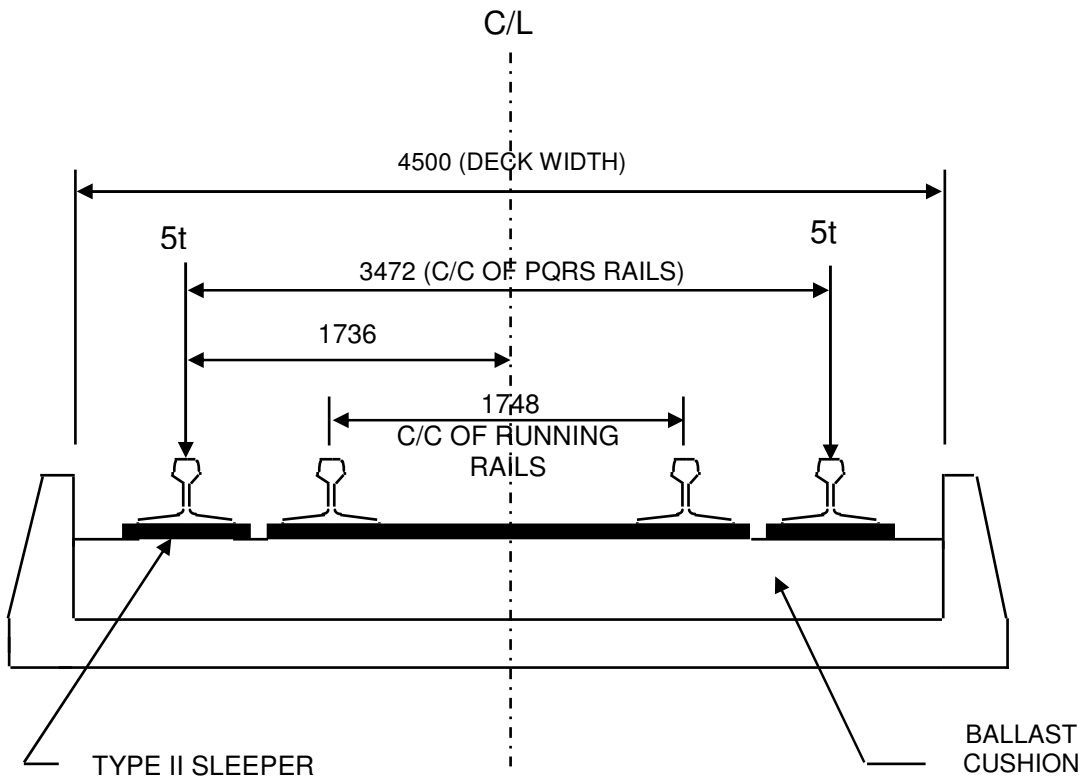 C/L
4500 (DECK WIDTH)
5t
5t
3472 (C/C OF PQRS RAILS)
1736
1748
C/C OF RUNNING
RAILS
TYPE II SLEEPER
BALLAST
CUSHION